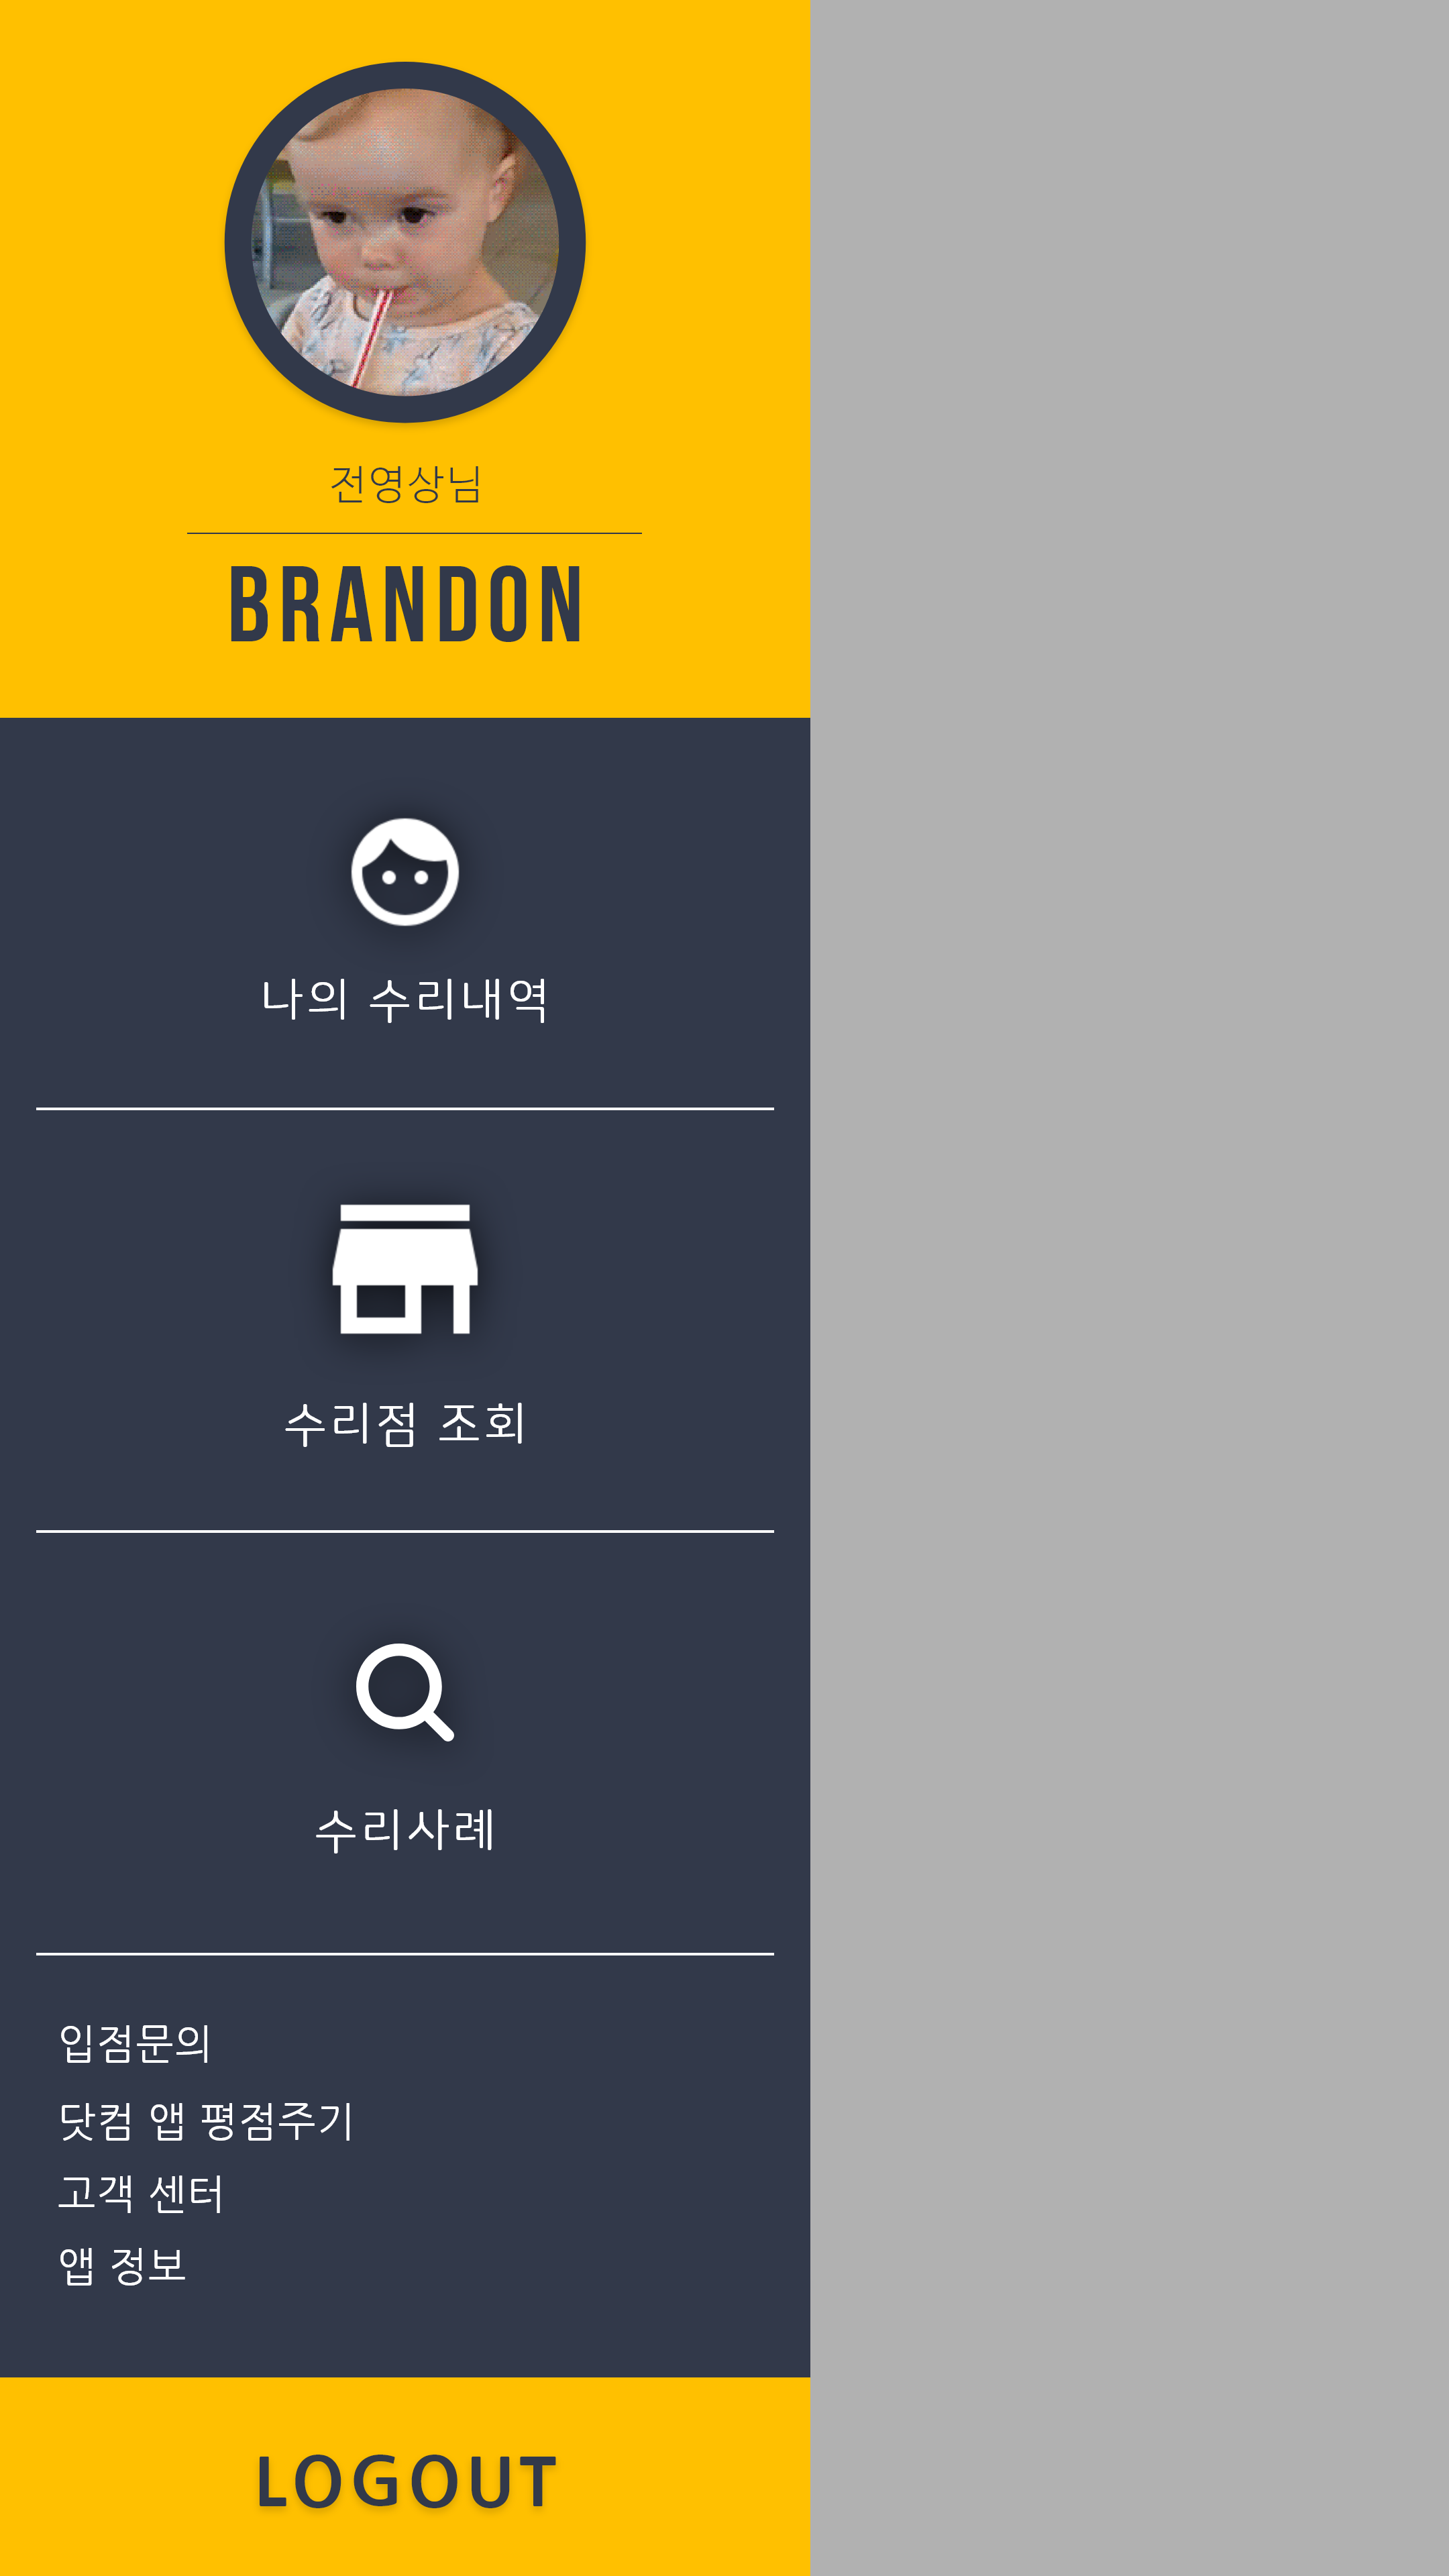 전영상님
BRANDON
나의 수리내역
수리점 조회
수리사례
입점문의
닷컴 앱 평점주기
고객 센터
앱 정보
LOGOUT